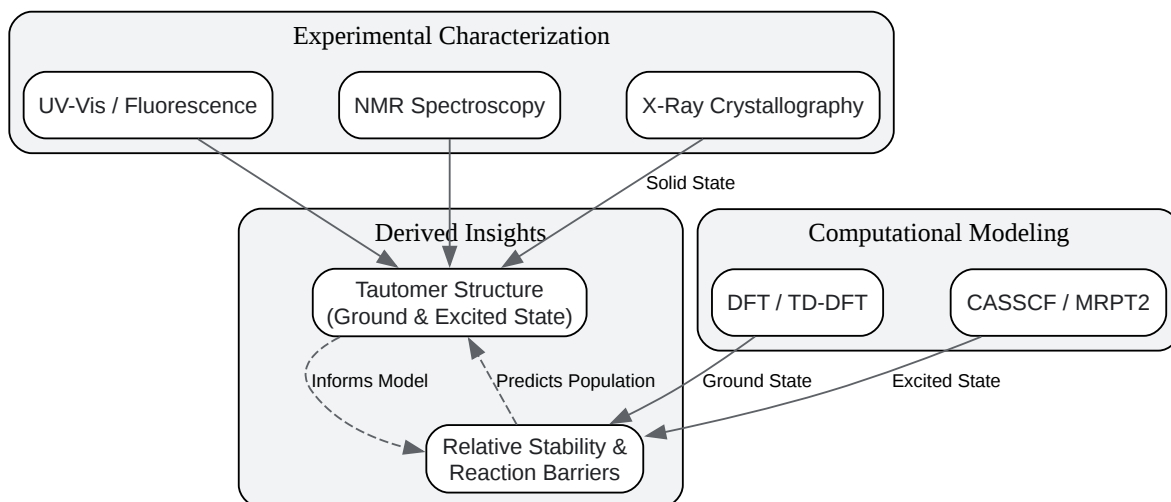 Experimental Characterization
UV-Vis / Fluorescence
NMR Spectroscopy
X-Ray Crystallography
Solid State
Derived Insights
Computational Modeling
Tautomer Structure
(Ground & Excited State)
DFT / TD-DFT
CASSCF / MRPT2
Informs Model
Predicts Population
Ground State
Excited State
Relative Stability &
Reaction Barriers